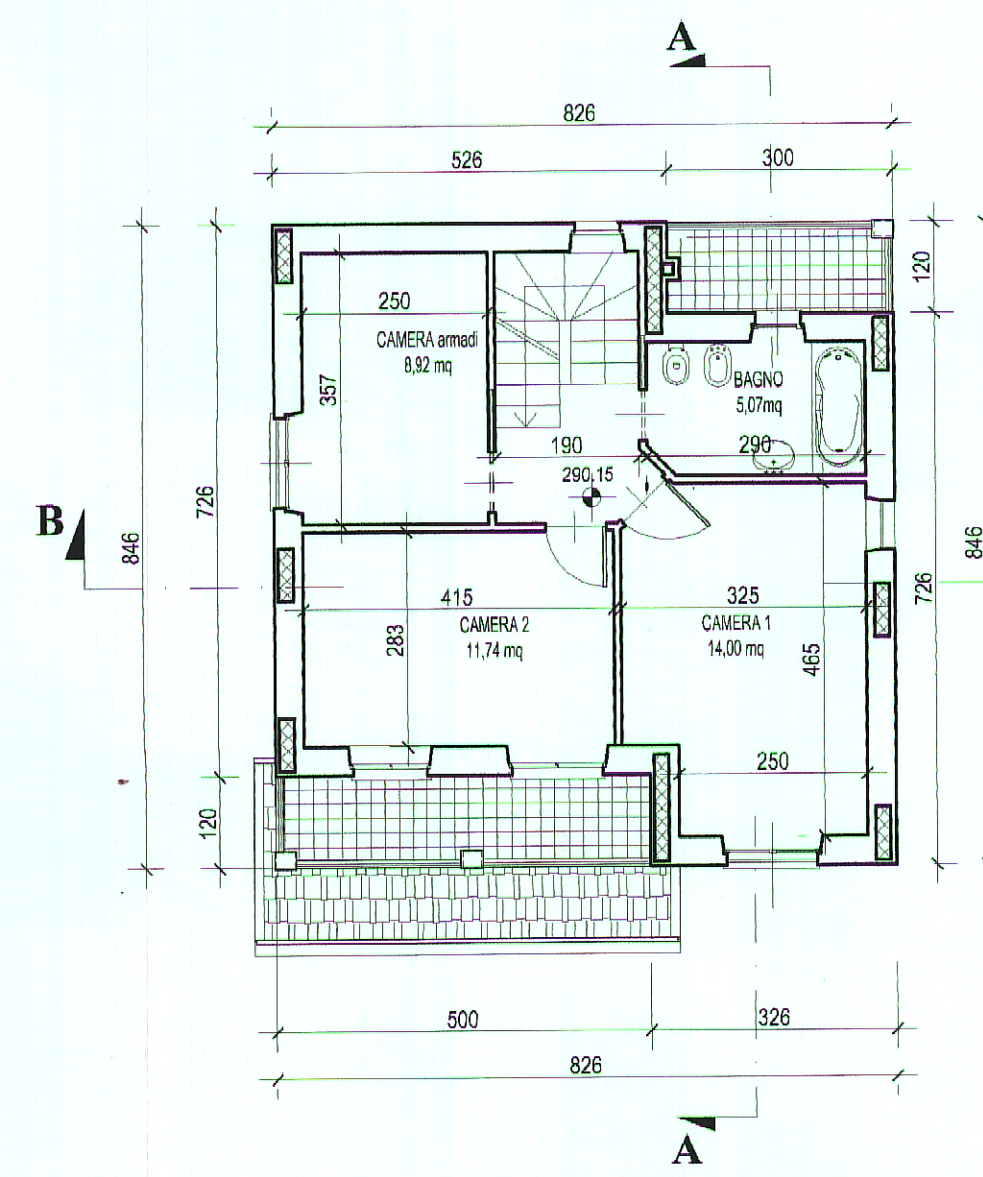 A
826
526
300
120
250
CAMERA armadi
8,92 mq
357
BAGNO
5,07mq
190
290
290,15
B
846
726
846
726
415
325
CAMERA 2
11,74 mq
283
CAMERA 1
14,00 mq
465
250
120
500
326
826
A